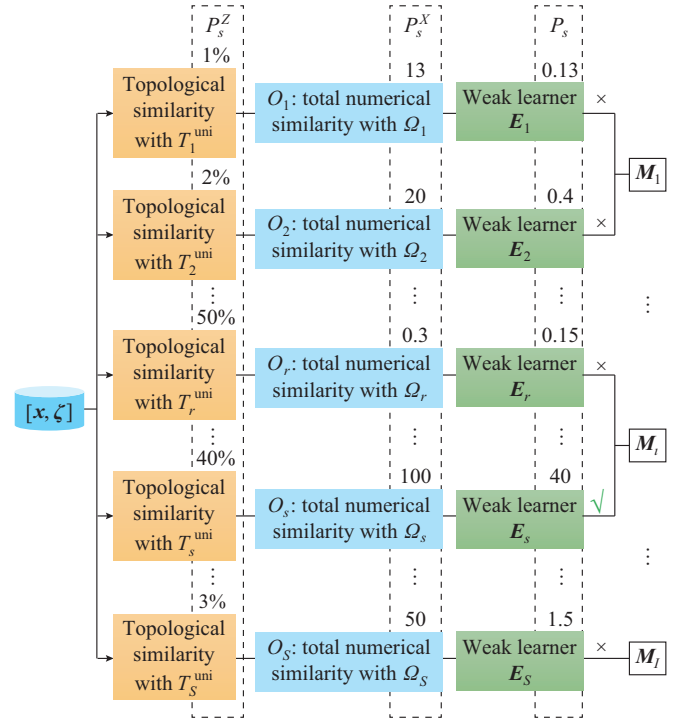 P_s^Z P_s^X P_s
1% 13 0.13
Topological
similarity
with T_1^uni
O_1: total numerical
similarity with Ω_1
Weak learner
E_1
×
M_1
2% 20 0.4
Topological
similarity
with T_2^uni
O_2: total numerical
similarity with Ω_2
Weak learner
E_2
×
⋮ ⋮ ⋮ ⋮
50% 0.3 0.15
Topological
similarity
with T_r^uni
O_r: total numerical
similarity with Ω_r
Weak learner
E_r
×
[x, ζ]
M_t
⋮ ⋮ ⋮
40% 100 40
Topological
similarity
with T_s^uni
O_s: total numerical
similarity with Ω_s
Weak learner
E_s
√
⋮ ⋮ ⋮ ⋮
3% 50 1.5
Topological
similarity
with T_S^uni
O_S: total numerical
similarity with Ω_S
Weak learner
E_S
×
M_I